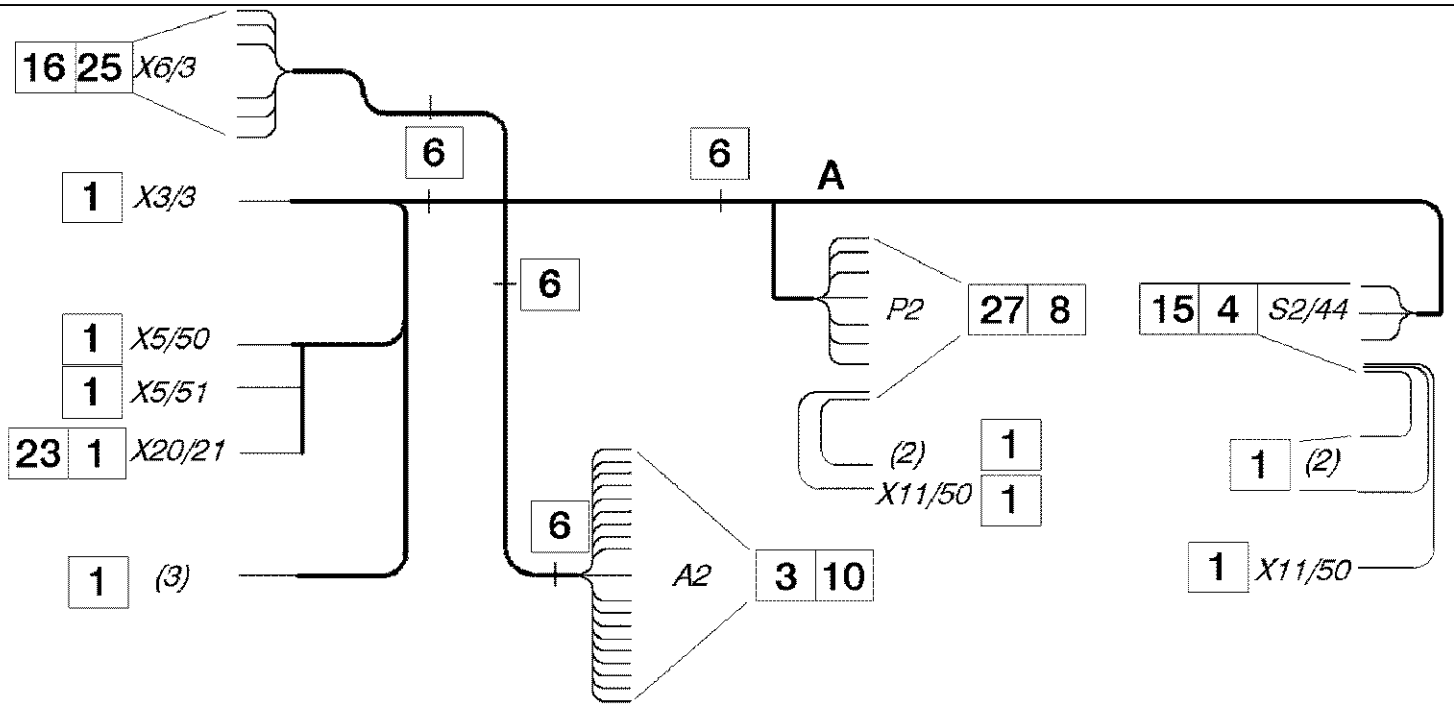 16 25 X6/3
6
6
A
1 X3/3
6
P2
27 8
15 4 S2/44
1 X5/50
1 X5/51
23 1 X20/21
(2) 1
X11/50 1
1 (2)
6
1 (3)
A2
3 10
1 X11/50